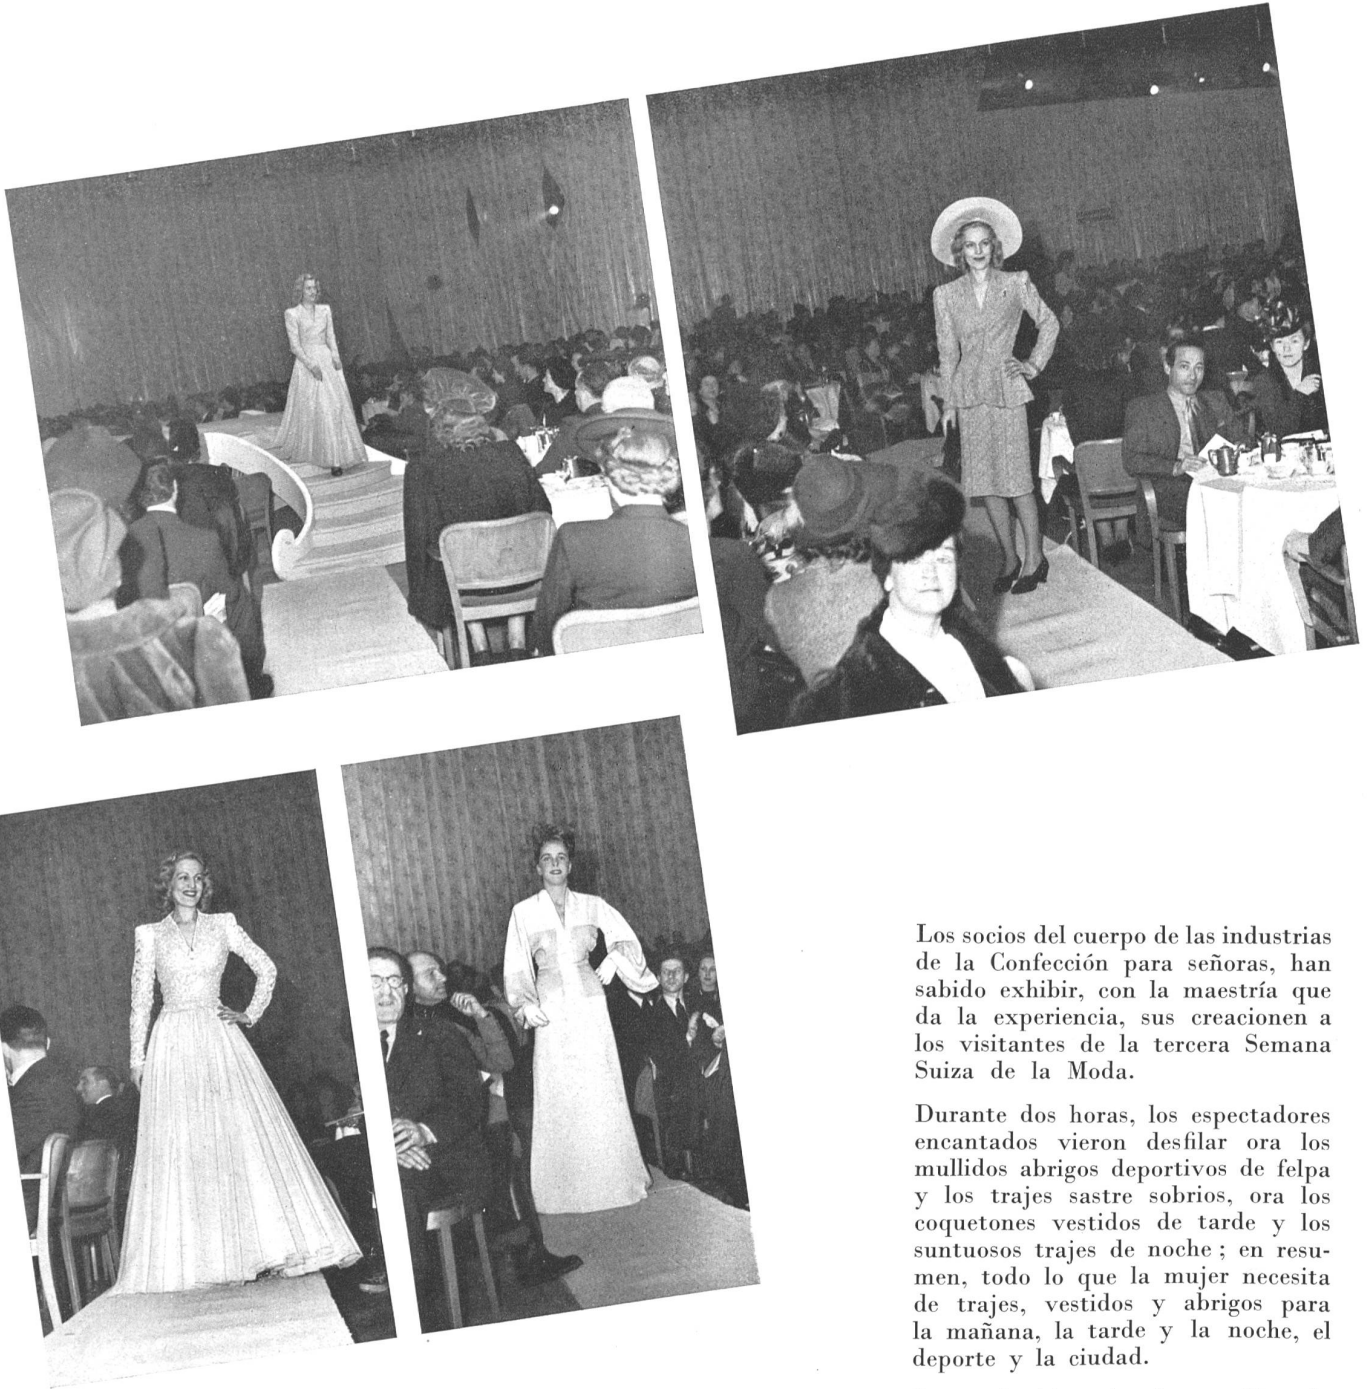 Los socios del cuerpo de las industrias
de la Confección para señoras, han
sabido exhibir, con la maestría que
da la experiencia, sus creacionen a
los visitantes de la tercera Semana
Suiza de la Moda.
Durante dos horas, los espectadores
encantados vieron desfilar ora los
mullidos abrigos deportivos de felpa
y los trajes sastre sobrios, ora los
coquetones vestidos de tarde y los
suntuosos trajes de noche ; en resu-
men, todo lo que la mujer necesita
de trajes, vestidos y abrigos para
la mañana, la tarde y la noche, el
deporte y la ciudad.